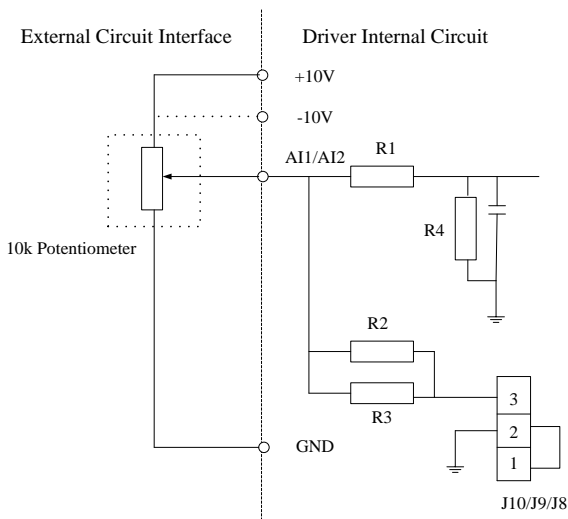 External Circuit Interface
Driver Internal Circuit
+10V
-10V
AI1/AI2
R1
R4
10k Potentiometer
R2
R3
3
2
1
GND
J10/J9/J8